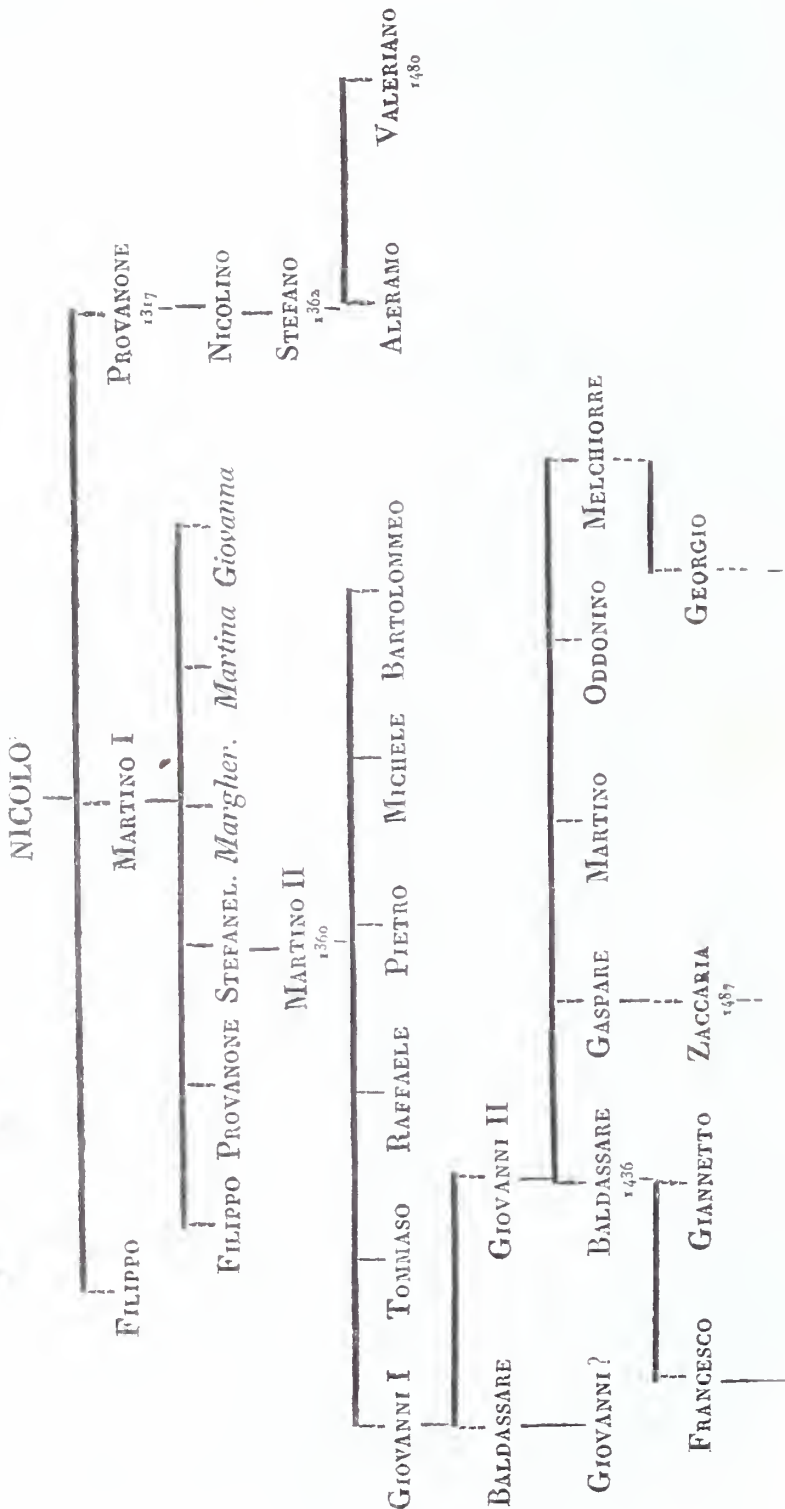 NICOLO
FILIPPO MARTINO I PROVANONE
1317
FILIPPO PROVANONE STEFANEL. Margher. Martina Giovanna NICOLINO
MARTINO II STEFANO
1360 1362
GIOVANNI I TOMMASO RAFFAELE PIETRO MICHELE BARTOLOMMEO ALERAMO VALERIANO
1480
BALDASSARE GIOVANNI II
GIOVANNI? BALDASSARE GASPARE MARTINO ODDONINO MELCHIORRE
1436
FRANCESCO GIANNETTO ZACCARIA GEORGIO
1487